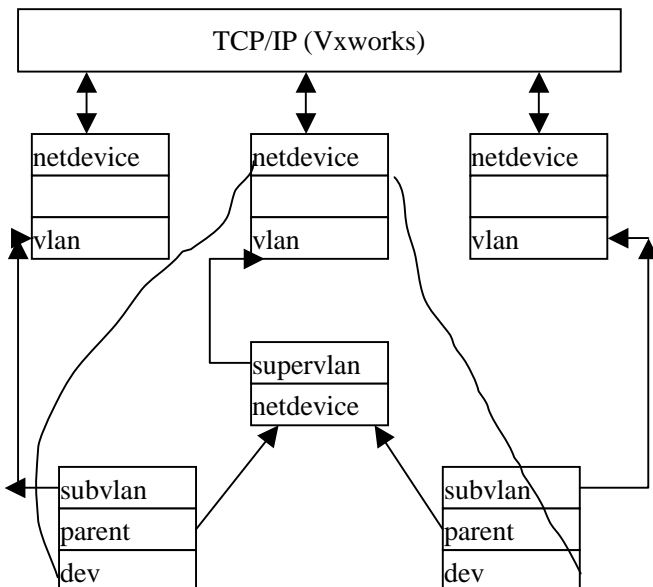 TCP/IP (Vxworks)
netdevice
netdevice
netdevice
vlan
vlan
vlan
supervlan
netdevice
subvlan
subvlan
parent
parent
dev
dev